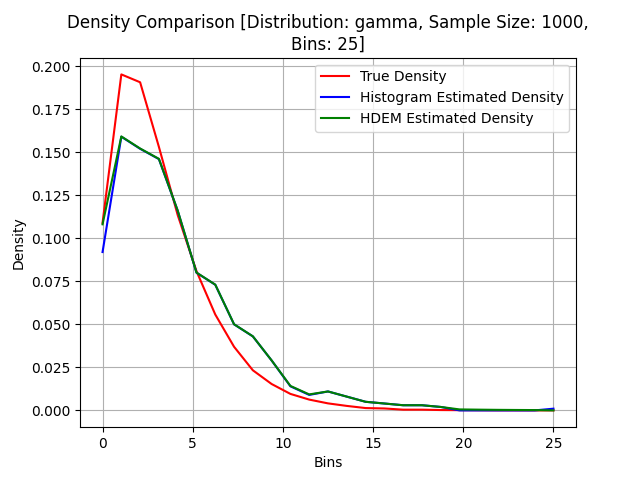 Density Comparison [Distribution: gamma, Sample Size: 1000,
Bins: 25]
True Density
Histogram Estimated Density
HDEM Estimated Density
Density
0.200
0.175
0.150
0.125
0.100
0.075
0.050
0.025
0.000
0 5 10 15 20 25
Bins